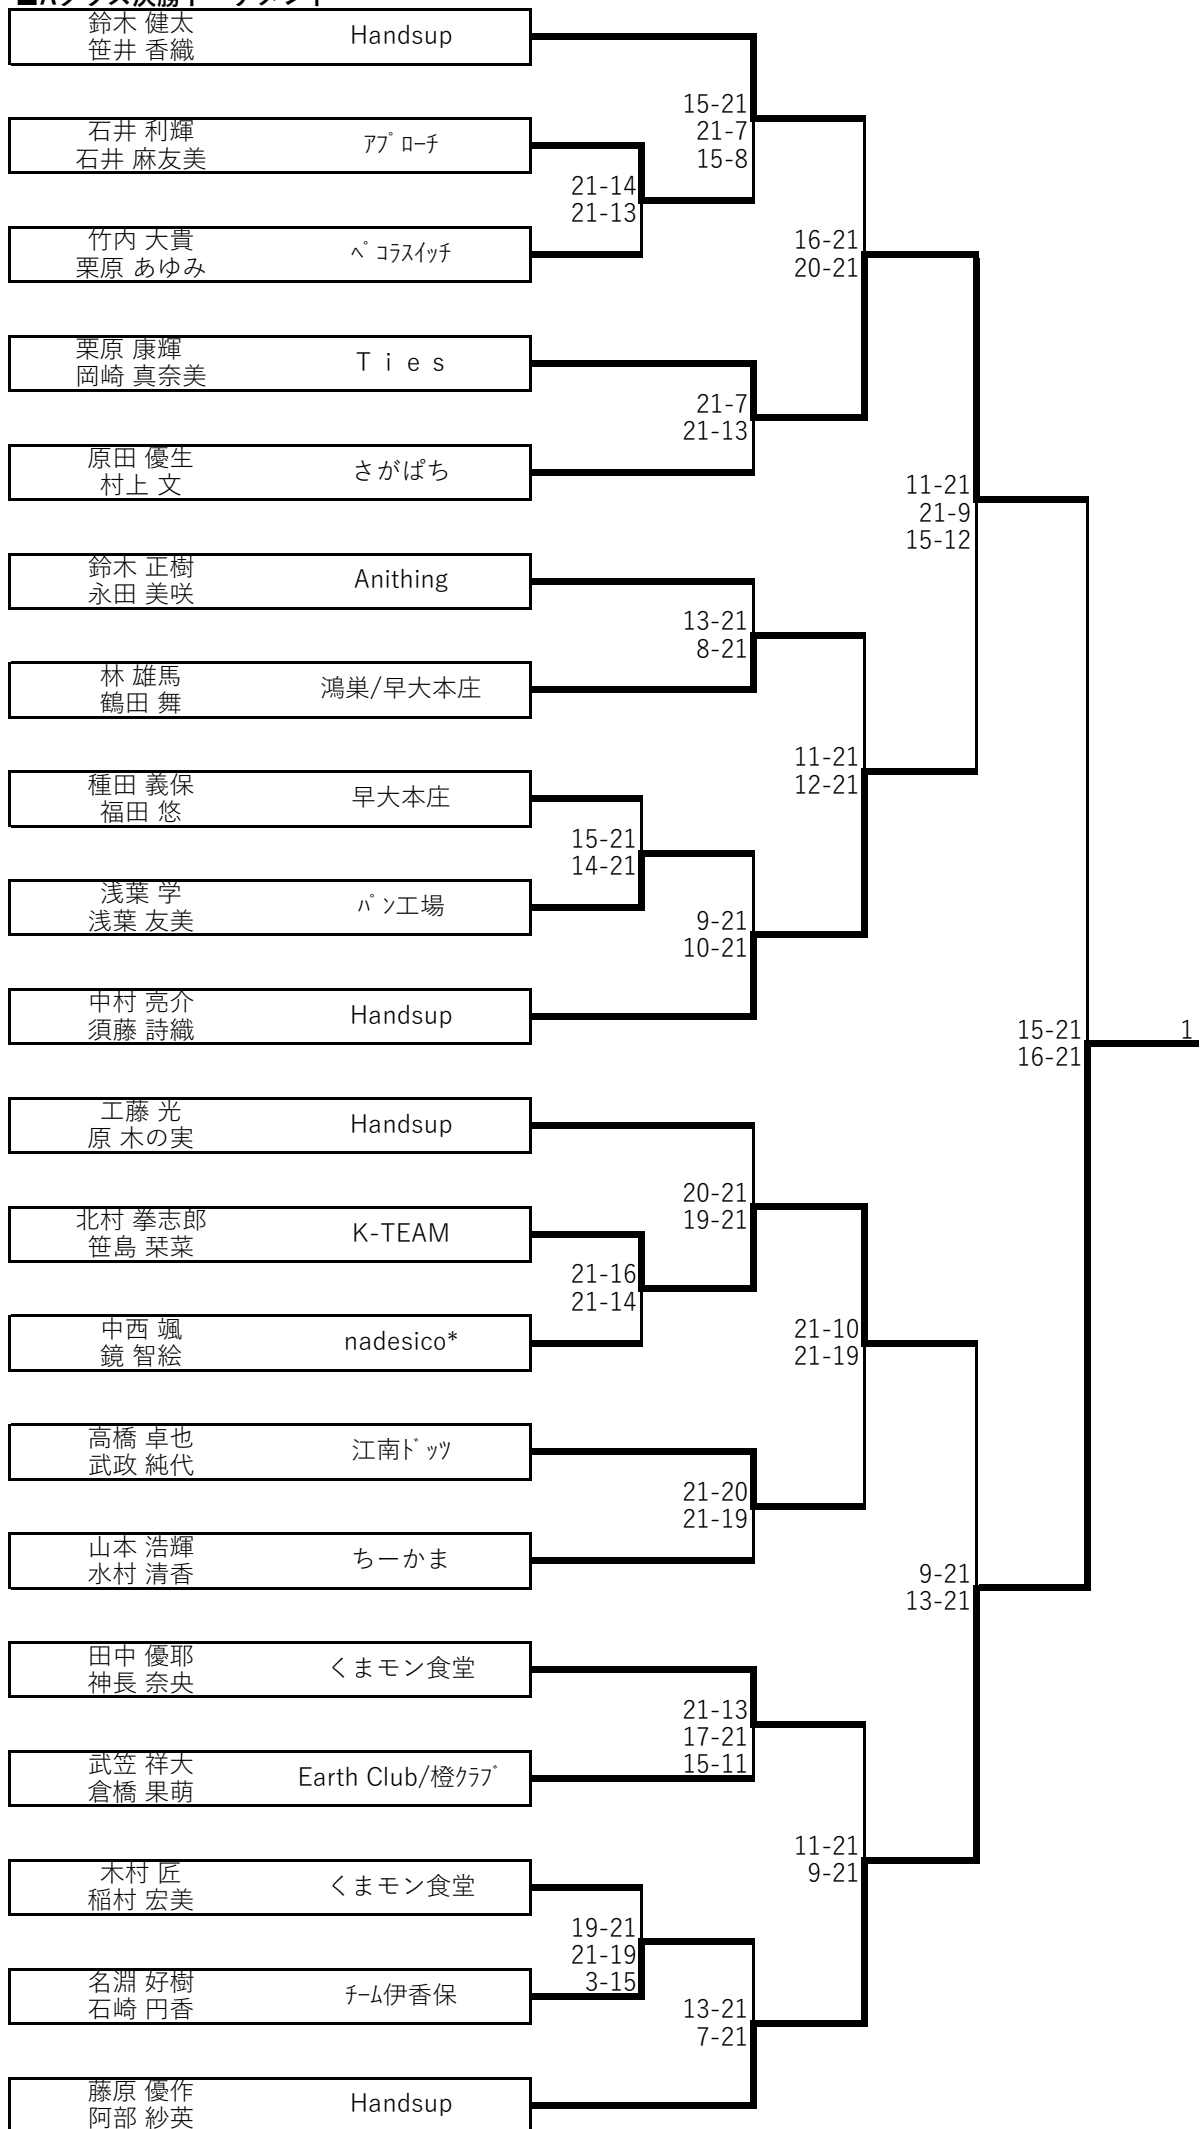 ■Aクラス決勝トーナメント
鈴木 健太
笹井 香織
Handsup
15-21
21-7
15-8
石井 利輝
石井 麻友美
ｱﾌﾟﾛｰﾁ
21-14
21-13
竹内 大貴
栗原 あゆみ
ﾍﾟｺﾗｽｲｯﾁ
16-21
20-21
栗原 康輝
岡崎 真奈美
Ｔｉｅｓ
21-7
21-13
原田 優生
村上 文
さがぱち
11-21
21-9
15-12
鈴木 正樹
永田 美咲
Anithing
13-21
8-21
林 雄馬
鶴田 舞
鴻巣/早大本庄
11-21
12-21
種田 義保
福田 悠
早大本庄
15-21
14-21
浅葉 学
浅葉 友美
ﾊﾟﾝ工場
9-21
10-21
中村 亮介
須藤 詩織
Handsup
15-21
16-21
1
工藤 光
原 木の実
Handsup
20-21
19-21
北村 拳志郎
笹島 栞菜
K-TEAM
21-16
21-14
中西 颯
鏡 智絵
nadesico*
21-10
21-19
高橋 卓也
武政 純代
江南ﾄﾞｯﾂ
21-20
21-19
山本 浩輝
水村 清香
ちーかま
9-21
13-21
田中 優耶
神長 奈央
くまモン食堂
21-13
17-21
15-11
武笠 祥大
倉橋 果萌
Earth Club/橙ｸﾗﾌﾞ
11-21
9-21
木村 匠
稲村 宏美
くまモン食堂
19-21
21-19
3-15
名淵 好樹
石崎 円香
ﾁｰﾑ伊香保
13-21
7-21
藤原 優作
阿部 紗英
Handsup